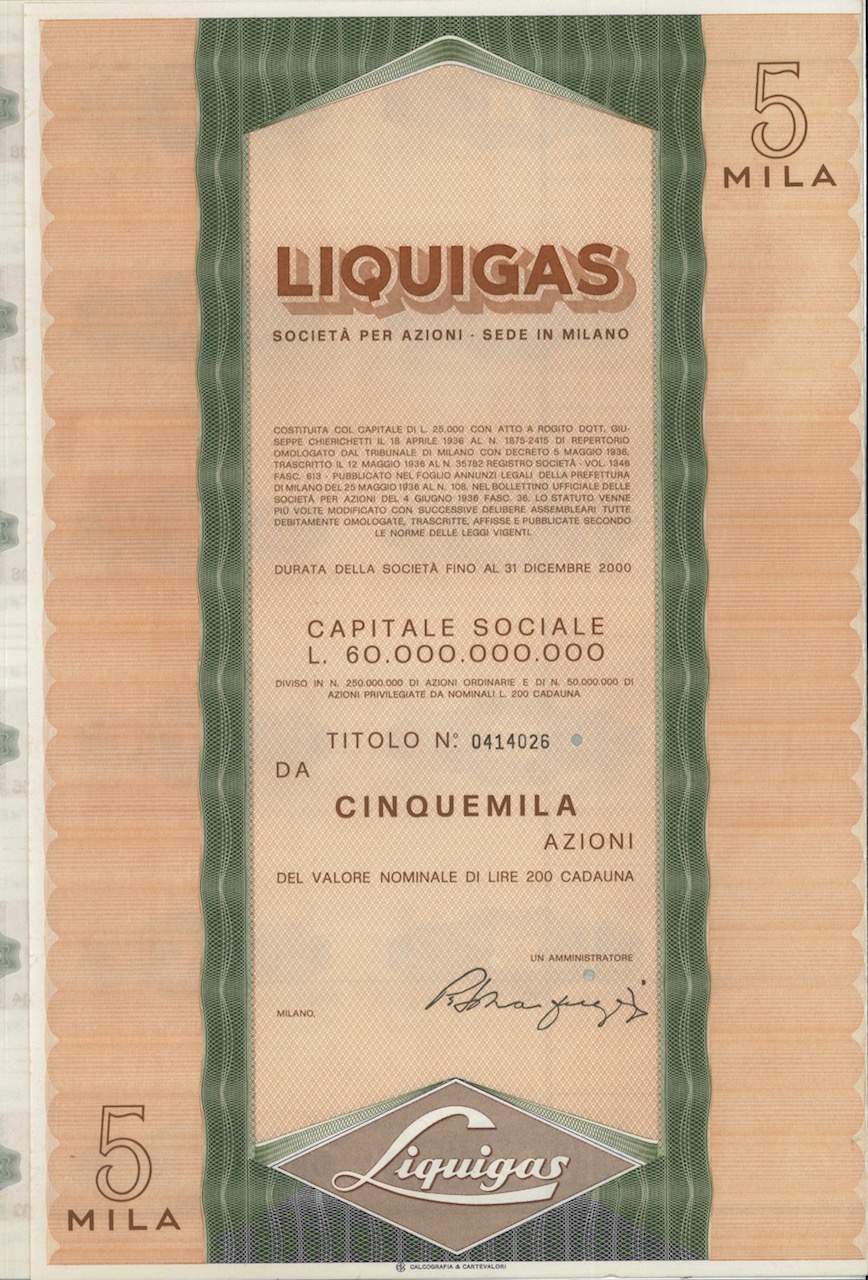 5
MILA
LIQUIGAS
SOCIETÀ PER AZIONI - SEDE IN MILANO
COSTITUITA COL CAPITALE DI L. 25.000 CON ATTO A ROGITO DOTT. GIU-
SEPPE CHIERICHETTI IL 18 APRILE 1936 AL N. 1875-2415 DI REPERTORIO
OMOLOGATO DAL TRIBUNALE DI MILANO CON DECRETO 5 MAGGIO 1936,
TRASCRITTO IL 12 MAGGIO 1936 AL N. 35782 REGISTRO SOCIETÀ - VOL. 1346
FASC. 613 - PUBBLICATO NEL FOGLIO ANNUNZI LEGALI DELLA PREFETTURA
DI MILANO DEL 25 MAGGIO 1936 AL N. 108, NEL BOLLETTINO UFFICIALE DELLE
SOCIETÀ PER AZIONI DEL 4 GIUGNO 1936 FASC. 36. LO STATUTO VENNE
PIÙ VOLTE MODIFICATO CON SUCCESSIVE DELIBERE ASSEMBLEARI TUTTE
DEBITAMENTE OMOLOGATE, TRASCRITTE, AFFISSE E PUBBLICATE SECONDO
LE NORME DELLE LEGGI VIGENTI.
DURATA DELLA SOCIETÀ FINO AL 31 DICEMBRE 2000
CAPITALE SOCIALE
L. 60.000.000.000
DIVISO IN N. 250.000.000 DI AZIONI ORDINARIE E DI N. 50.000.000 DI
AZIONI PRIVILEGIATE DA NOMINALI L. 200 CADAUNA
TITOLO N.° 0414026
DA
CINQUEMILA
AZIONI
DEL VALORE NOMINALE DI LIRE 200 CADAUNA
UN AMMINISTRATORE
MILANO,
5
MILA
Liquigas
CALCOGRAFIA & CARTEVALORI